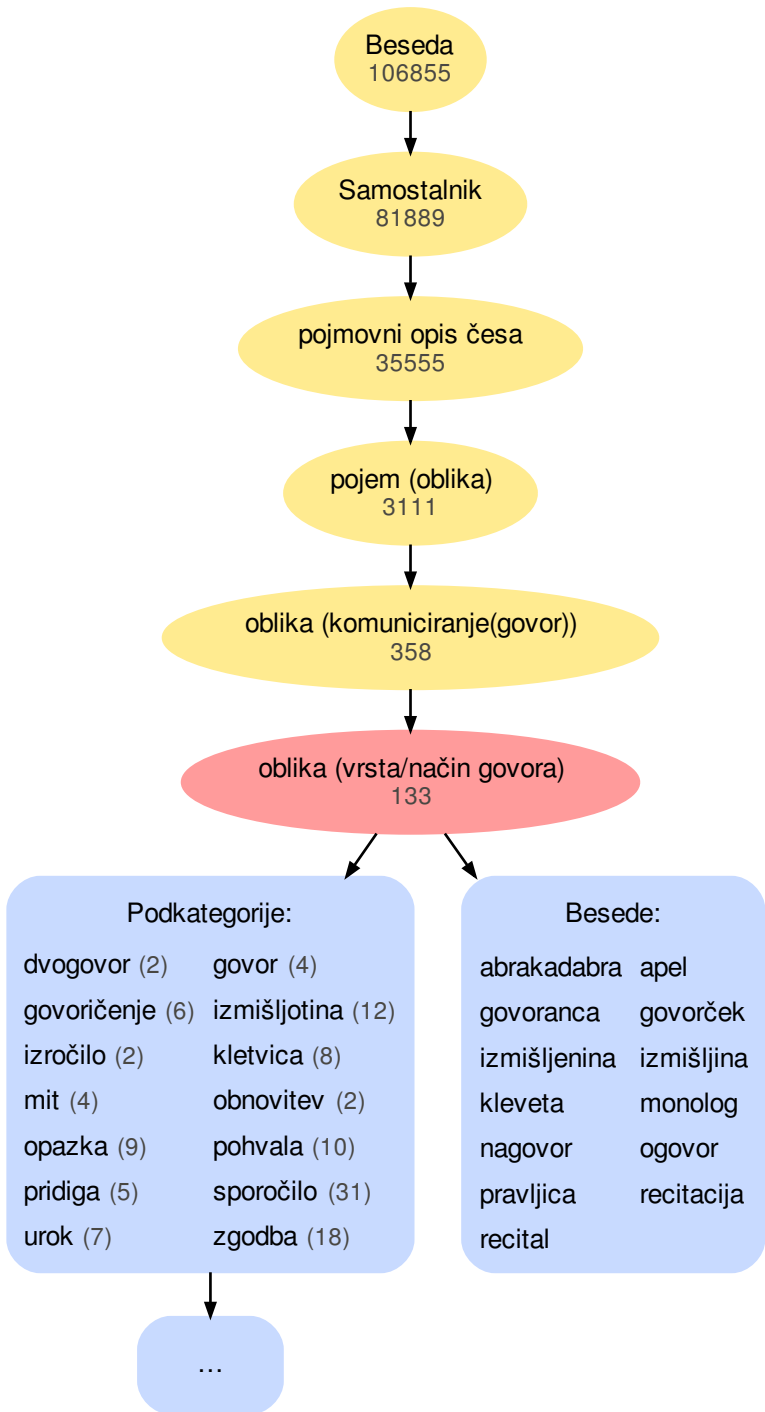 Beseda
106855
Samostalnik
81889
pojmovni opis česa
35555
pojem (oblika)
3111
oblika (komuniciranje(govor))
358
oblika (vrsta/način govora)
133
Podkategorije:
dvogovor (2) govor (4)
govoričenje (6) izmišljotina (12)
izročilo (2) kletvica (8)
mit (4) obnovitev (2)
opazka (9) pohvala (10)
pridiga (5) sporočilo (31)
urok (7) zgodba (18)
Besede:
abrakadabra apel
govoranca govorček
izmišljenina izmišljina
kleveta monolog
nagovor ogovor
pravljica recitacija
recital
...